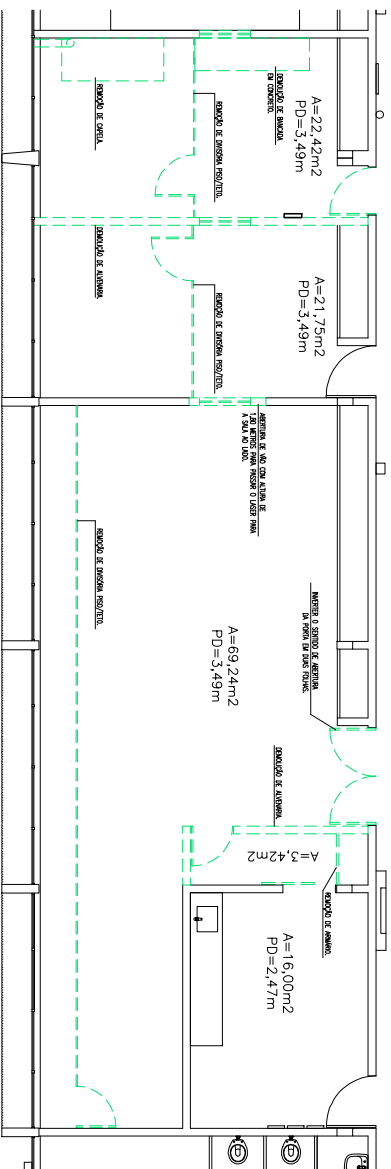 A=22,42m2
PD=3,49m
DEMOLIÇÃO DE BANCADA
EM CONCRETO.
REMOÇÃO DE DIVISÓRIA PISO/TETO.
REMOÇÃO DE CAPELA.
A=21,75m2
PD=3,49m
REMOÇÃO DE DIVISÓRIA PISO/TETO.
DEMOLIÇÃO DE ALVENARIA.
ABERTURA DE VÃO COM ALTURA DE
1,80 METROS PARA PASSAR O LASER PARA
A SALA AO LADO.
INVERTER O SENTIDO DE ABERTURA
DA PORTA EM DUAS FOLHAS.
A=69,24m2
PD=3,49m
REMOÇÃO DE DIVISÓRIA PISO/TETO.
DEMOLIÇÃO DE ALVENARIA.
A=3,42m2
REMOÇÃO DE ARMÁRIO.
A=16,00m2
PD=2,47m